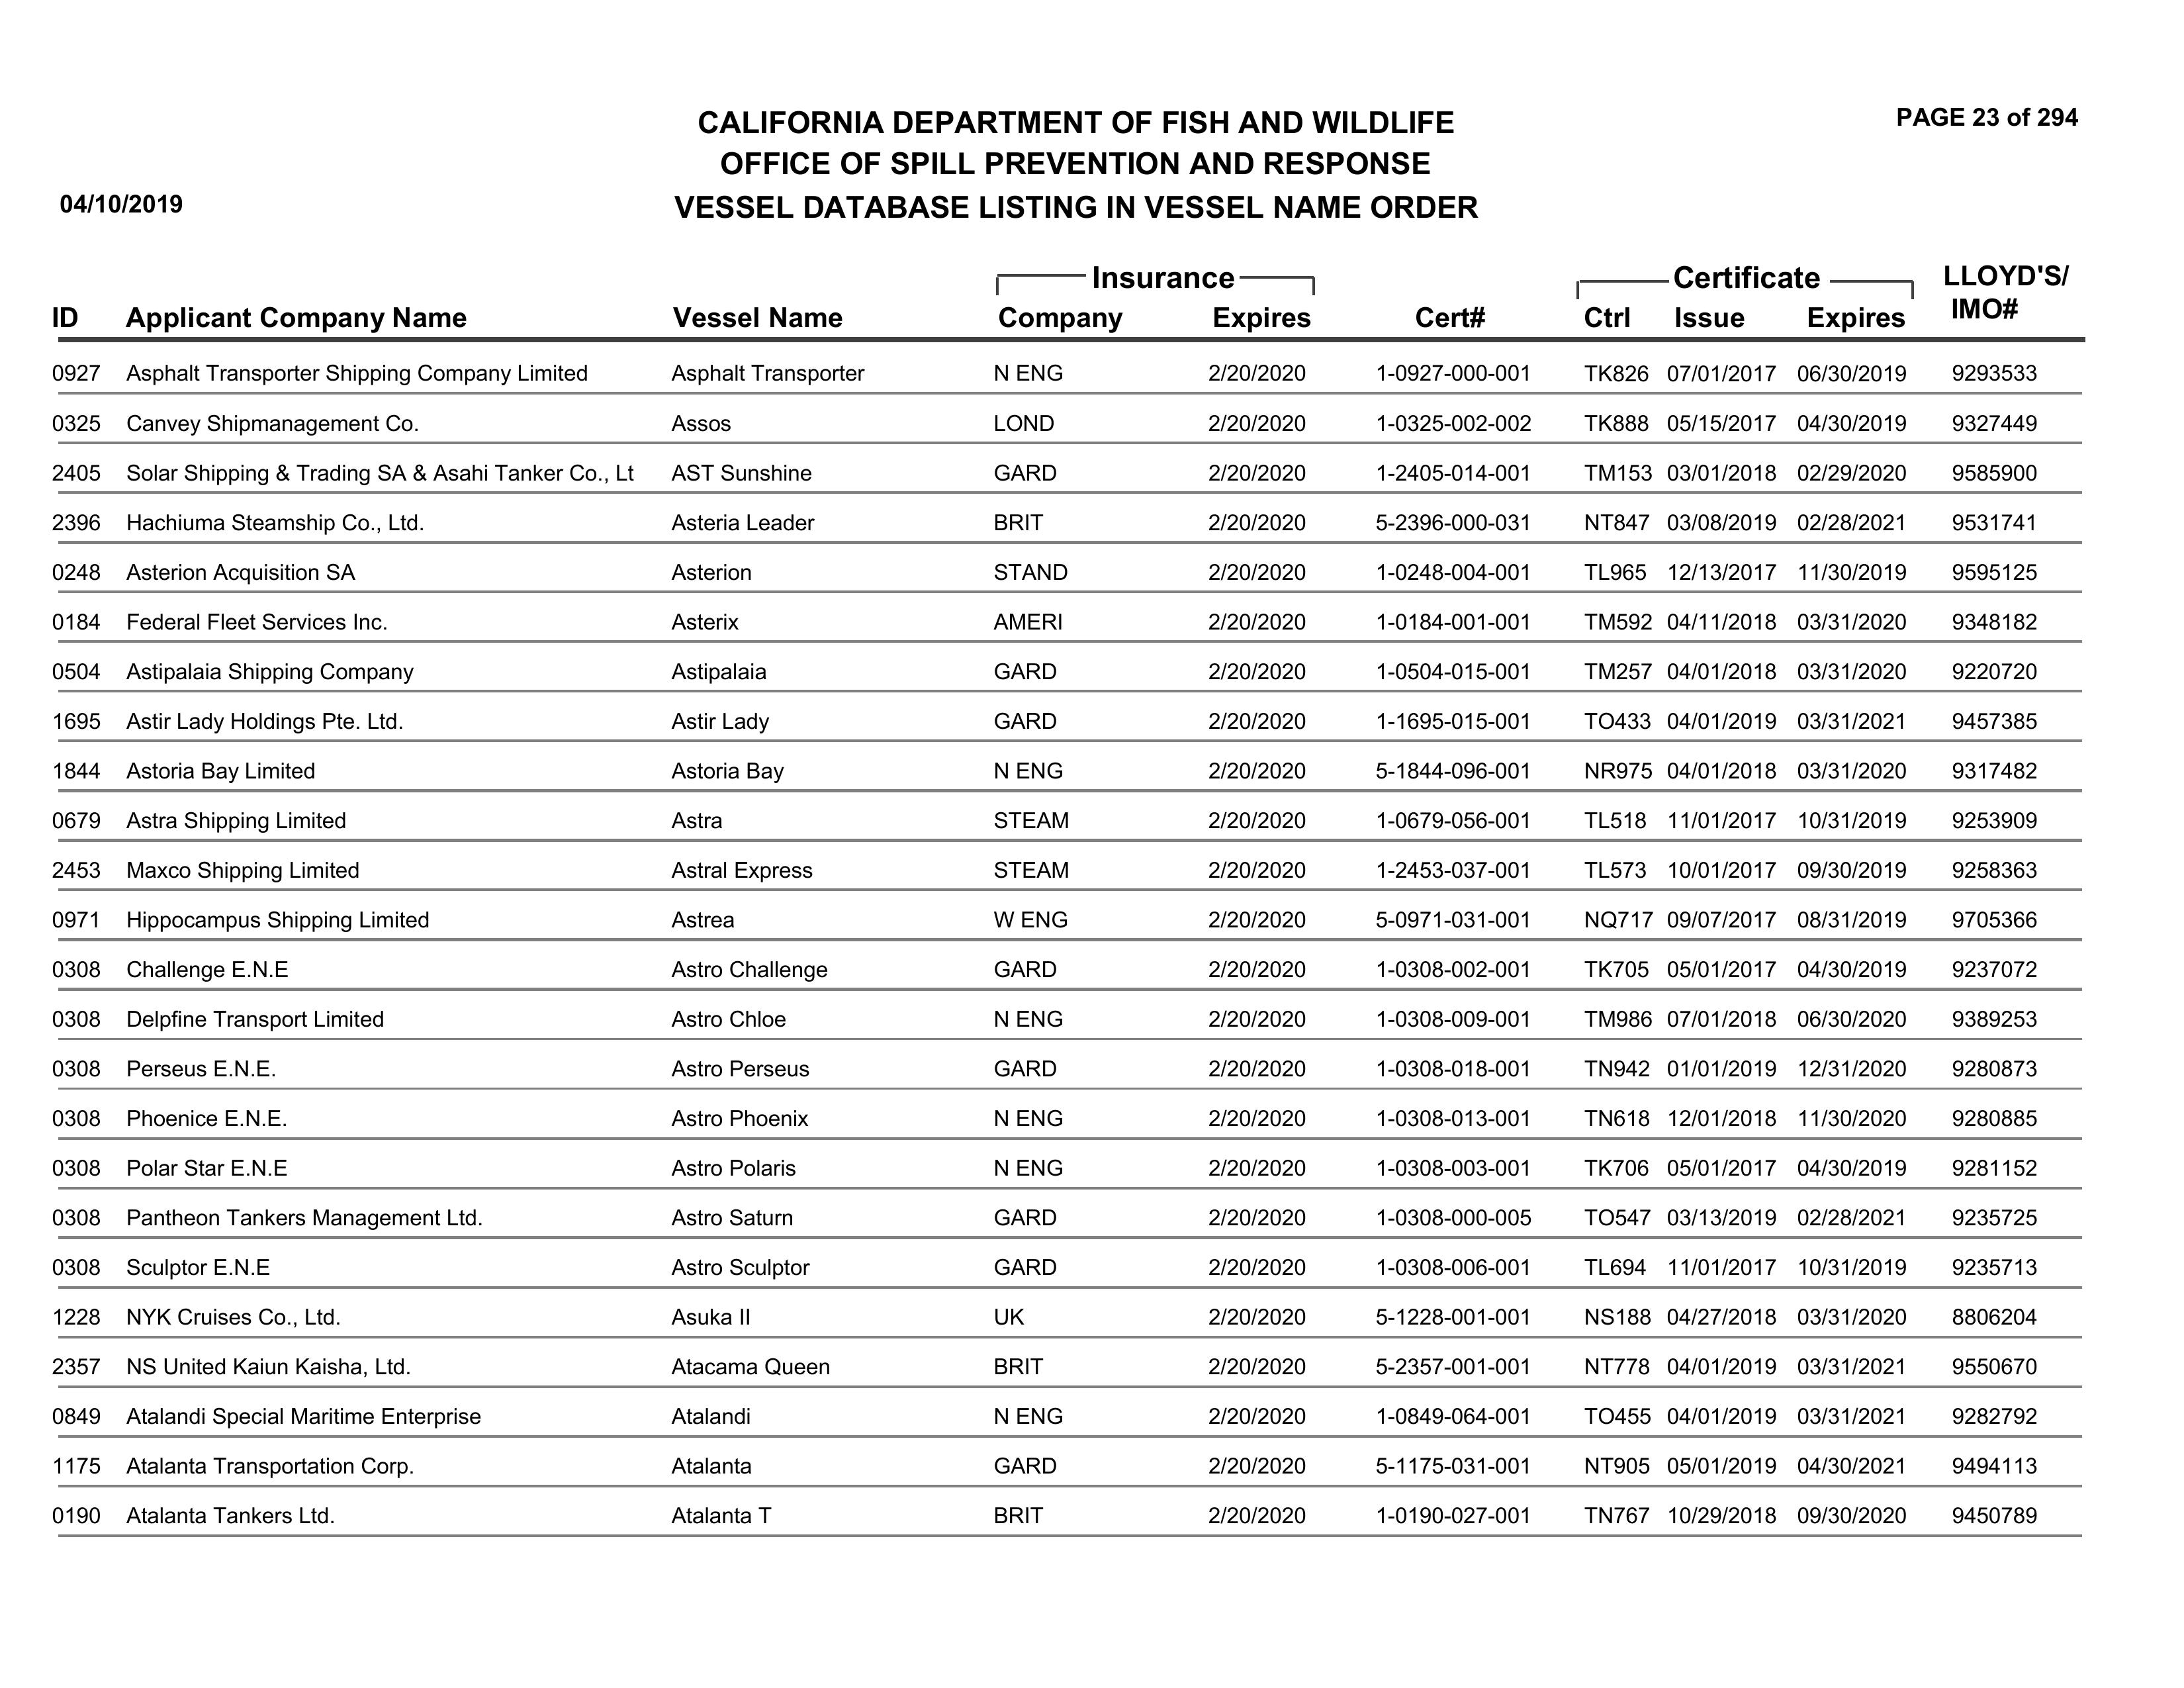 PAGE 23 of 294
CALIFORNIA DEPARTMENT OF FISH AND WILDLIFE
OFFICE OF SPILL PREVENTION AND RESPONSE
04/10/2019 VESSEL DATABASE LISTING IN VESSEL NAME ORDER
Insurance Certificate LLOYD'S/
ID Applicant Company Name Vessel Name Company Expires Cert# Ctrl Issue Expires IMO#
0927 Asphalt Transporter Shipping Company Limited Asphalt Transporter N ENG 2/20/2020 1-0927-000-001 TK826 07/01/2017 06/30/2019 9293533
0325 Canvey Shipmanagement Co. Assos LOND 2/20/2020 1-0325-002-002 TK888 05/15/2017 04/30/2019 9327449
2405 Solar Shipping & Trading SA & Asahi Tanker Co., Lt AST Sunshine GARD 2/20/2020 1-2405-014-001 TM153 03/01/2018 02/29/2020 9585900
2396 Hachiuma Steamship Co., Ltd. Asteria Leader BRIT 2/20/2020 5-2396-000-031 NT847 03/08/2019 02/28/2021 9531741
0248 Asterion Acquisition SA Asterion STAND 2/20/2020 1-0248-004-001 TL965 12/13/2017 11/30/2019 9595125
0184 Federal Fleet Services Inc. Asterix AMERI 2/20/2020 1-0184-001-001 TM592 04/11/2018 03/31/2020 9348182
0504 Astipalaia Shipping Company Astipalaia GARD 2/20/2020 1-0504-015-001 TM257 04/01/2018 03/31/2020 9220720
1695 Astir Lady Holdings Pte. Ltd. Astir Lady GARD 2/20/2020 1-1695-015-001 TO433 04/01/2019 03/31/2021 9457385
1844 Astoria Bay Limited Astoria Bay N ENG 2/20/2020 5-1844-096-001 NR975 04/01/2018 03/31/2020 9317482
0679 Astra Shipping Limited Astra STEAM 2/20/2020 1-0679-056-001 TL518 11/01/2017 10/31/2019 9253909
2453 Maxco Shipping Limited Astral Express STEAM 2/20/2020 1-2453-037-001 TL573 10/01/2017 09/30/2019 9258363
0971 Hippocampus Shipping Limited Astrea W ENG 2/20/2020 5-0971-031-001 NQ717 09/07/2017 08/31/2019 9705366
0308 Challenge E.N.E Astro Challenge GARD 2/20/2020 1-0308-002-001 TK705 05/01/2017 04/30/2019 9237072
0308 Delpfine Transport Limited Astro Chloe N ENG 2/20/2020 1-0308-009-001 TM986 07/01/2018 06/30/2020 9389253
0308 Perseus E.N.E. Astro Perseus GARD 2/20/2020 1-0308-018-001 TN942 01/01/2019 12/31/2020 9280873
0308 Phoenice E.N.E. Astro Phoenix N ENG 2/20/2020 1-0308-013-001 TN618 12/01/2018 11/30/2020 9280885
0308 Polar Star E.N.E Astro Polaris N ENG 2/20/2020 1-0308-003-001 TK706 05/01/2017 04/30/2019 9281152
0308 Pantheon Tankers Management Ltd. Astro Saturn GARD 2/20/2020 1-0308-000-005 TO547 03/13/2019 02/28/2021 9235725
0308 Sculptor E.N.E Astro Sculptor GARD 2/20/2020 1-0308-006-001 TL694 11/01/2017 10/31/2019 9235713
1228 NYK Cruises Co., Ltd. Asuka II UK 2/20/2020 5-1228-001-001 NS188 04/27/2018 03/31/2020 8806204
2357 NS United Kaiun Kaisha, Ltd. Atacama Queen BRIT 2/20/2020 5-2357-001-001 NT778 04/01/2019 03/31/2021 9550670
0849 Atalandi Special Maritime Enterprise Atalandi N ENG 2/20/2020 1-0849-064-001 TO455 04/01/2019 03/31/2021 9282792
1175 Atalanta Transportation Corp. Atalanta GARD 2/20/2020 5-1175-031-001 NT905 05/01/2019 04/30/2021 9494113
0190 Atalanta Tankers Ltd. Atalanta T BRIT 2/20/2020 1-0190-027-001 TN767 10/29/2018 09/30/2020 9450789